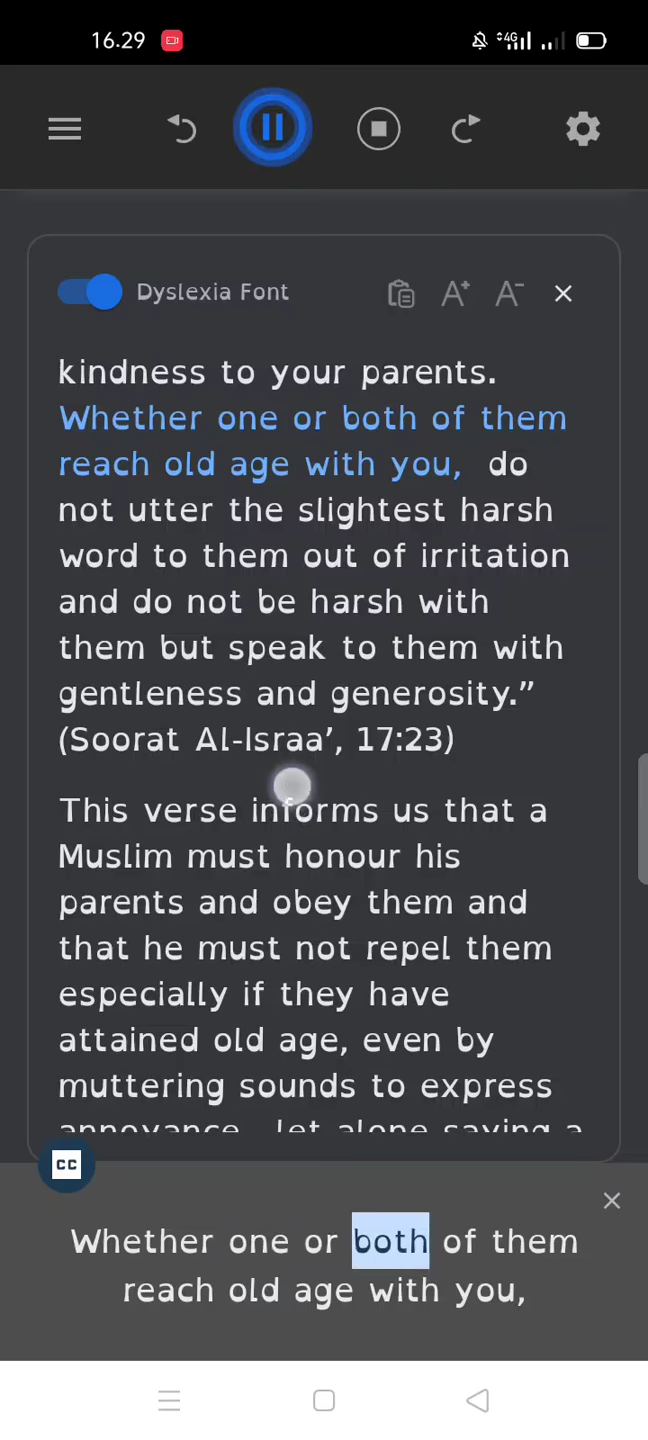 16.29
4G
Dyslexia Font
A+ A-
kindness to your parents.
Whether one or both of them
reach old age with you, do
not utter the slightest harsh
word to them out of irritation
and do not be harsh with
them but speak to them with
gentleness and generosity.”
(Soorat Al-Israa’, 17:23)
This verse informs us that a
Muslim must honour his
parents and obey them and
that he must not repel them
especially if they have
attained old age, even by
muttering sounds to express
annoyance, let alone saying a
CC
Whether one or both of them
reach old age with you,